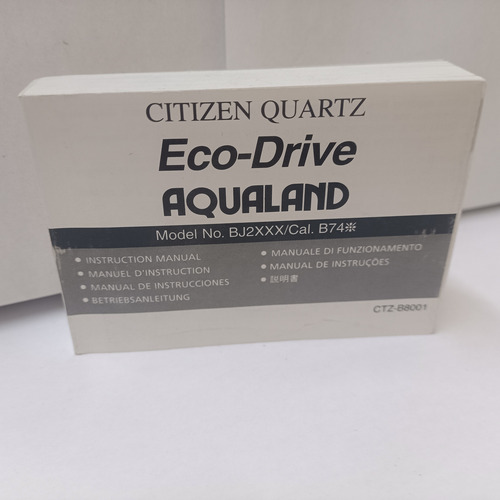 CITIZEN QUARTZ
Eco-Drive
AQUALAND
Model No. BJ2XXX/Cal. B74※
• INSTRUCTION MANUAL
• MANUEL D'INSTRUCTION
• MANUAL DE INSTRUCCIONES
• BETRIEBSANLEITUNG
• MANUALE DI FUNZIONAMENTO
• MANUAL DE INSTRUÇÕES
• 説明書
CTZ-B8001